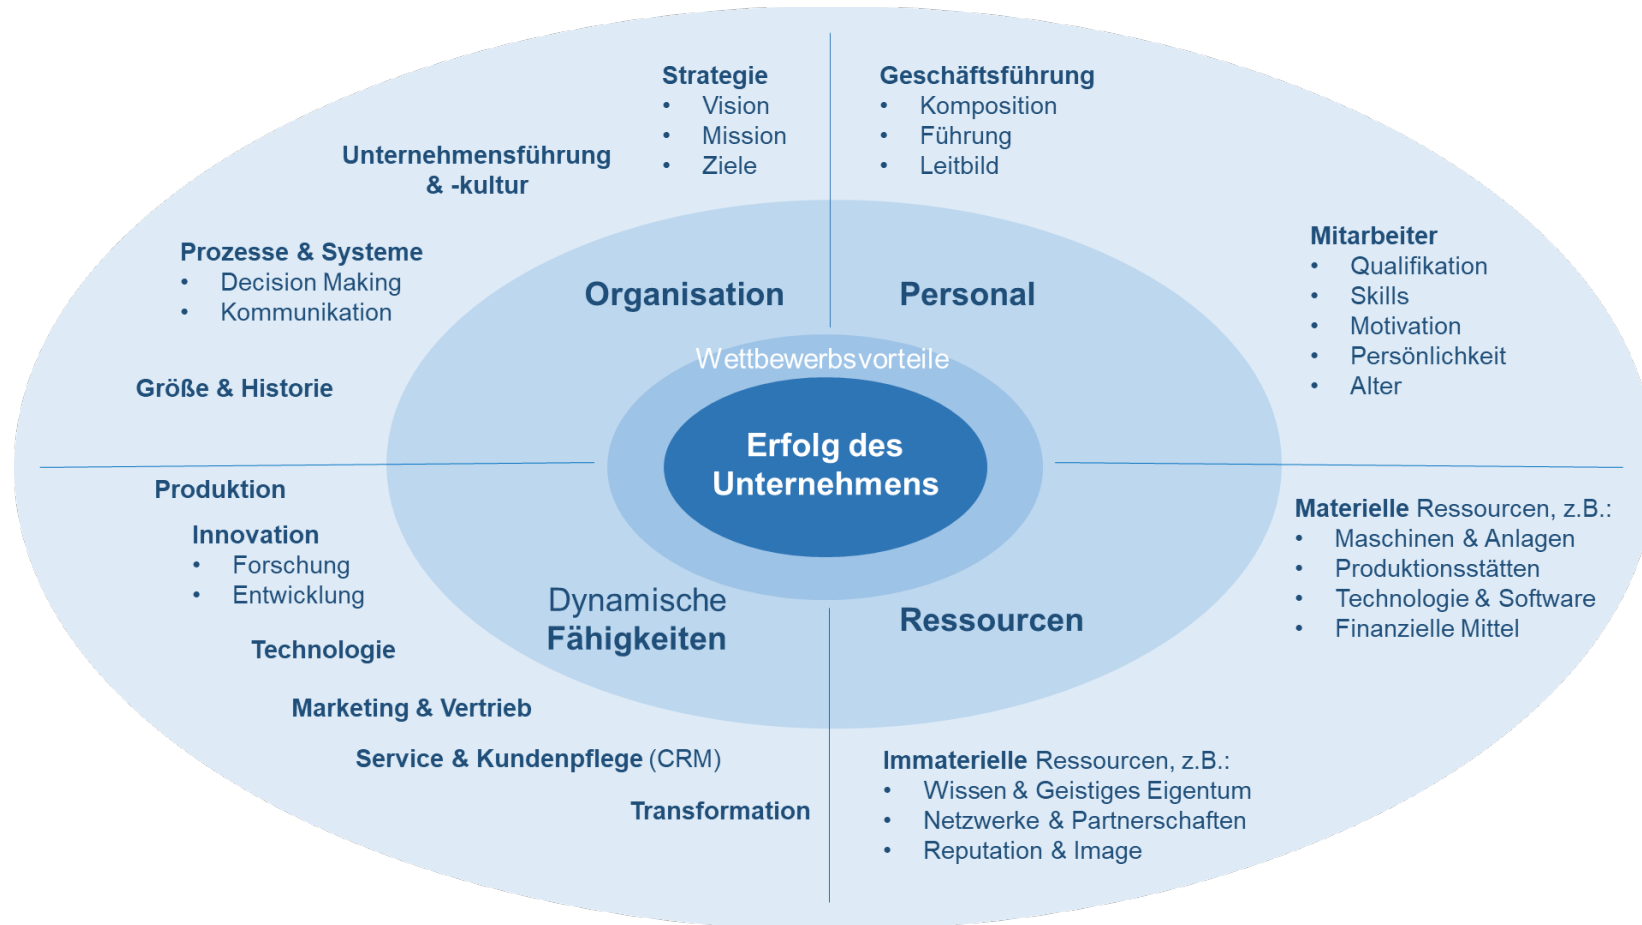 Strategie
• Vision
• Mission
• Ziele
Geschäftsführung
• Komposition
• Führung
• Leitbild
Unternehmensführung
& -kultur
Prozesse & Systeme
• Decision Making
• Kommunikation
Größe & Historie
Mitarbeiter
• Qualifikation
• Skills
• Motivation
• Persönlichkeit
• Alter
Organisation
Personal
Wettbewerbsvorteile
Erfolg des
Unternehmens
Dynamische
Fähigkeiten
Ressourcen
Produktion
Innovation
• Forschung
• Entwicklung
Technologie
Marketing & Vertrieb
Service & Kundenpflege (CRM)
Transformation
Materielle Ressourcen, z.B.:
• Maschinen & Anlagen
• Produktionsstätten
• Technologie & Software
• Finanzielle Mittel
Immaterielle Ressourcen, z.B.:
• Wissen & Geistiges Eigentum
• Netzwerke & Partnerschaften
• Reputation & Image